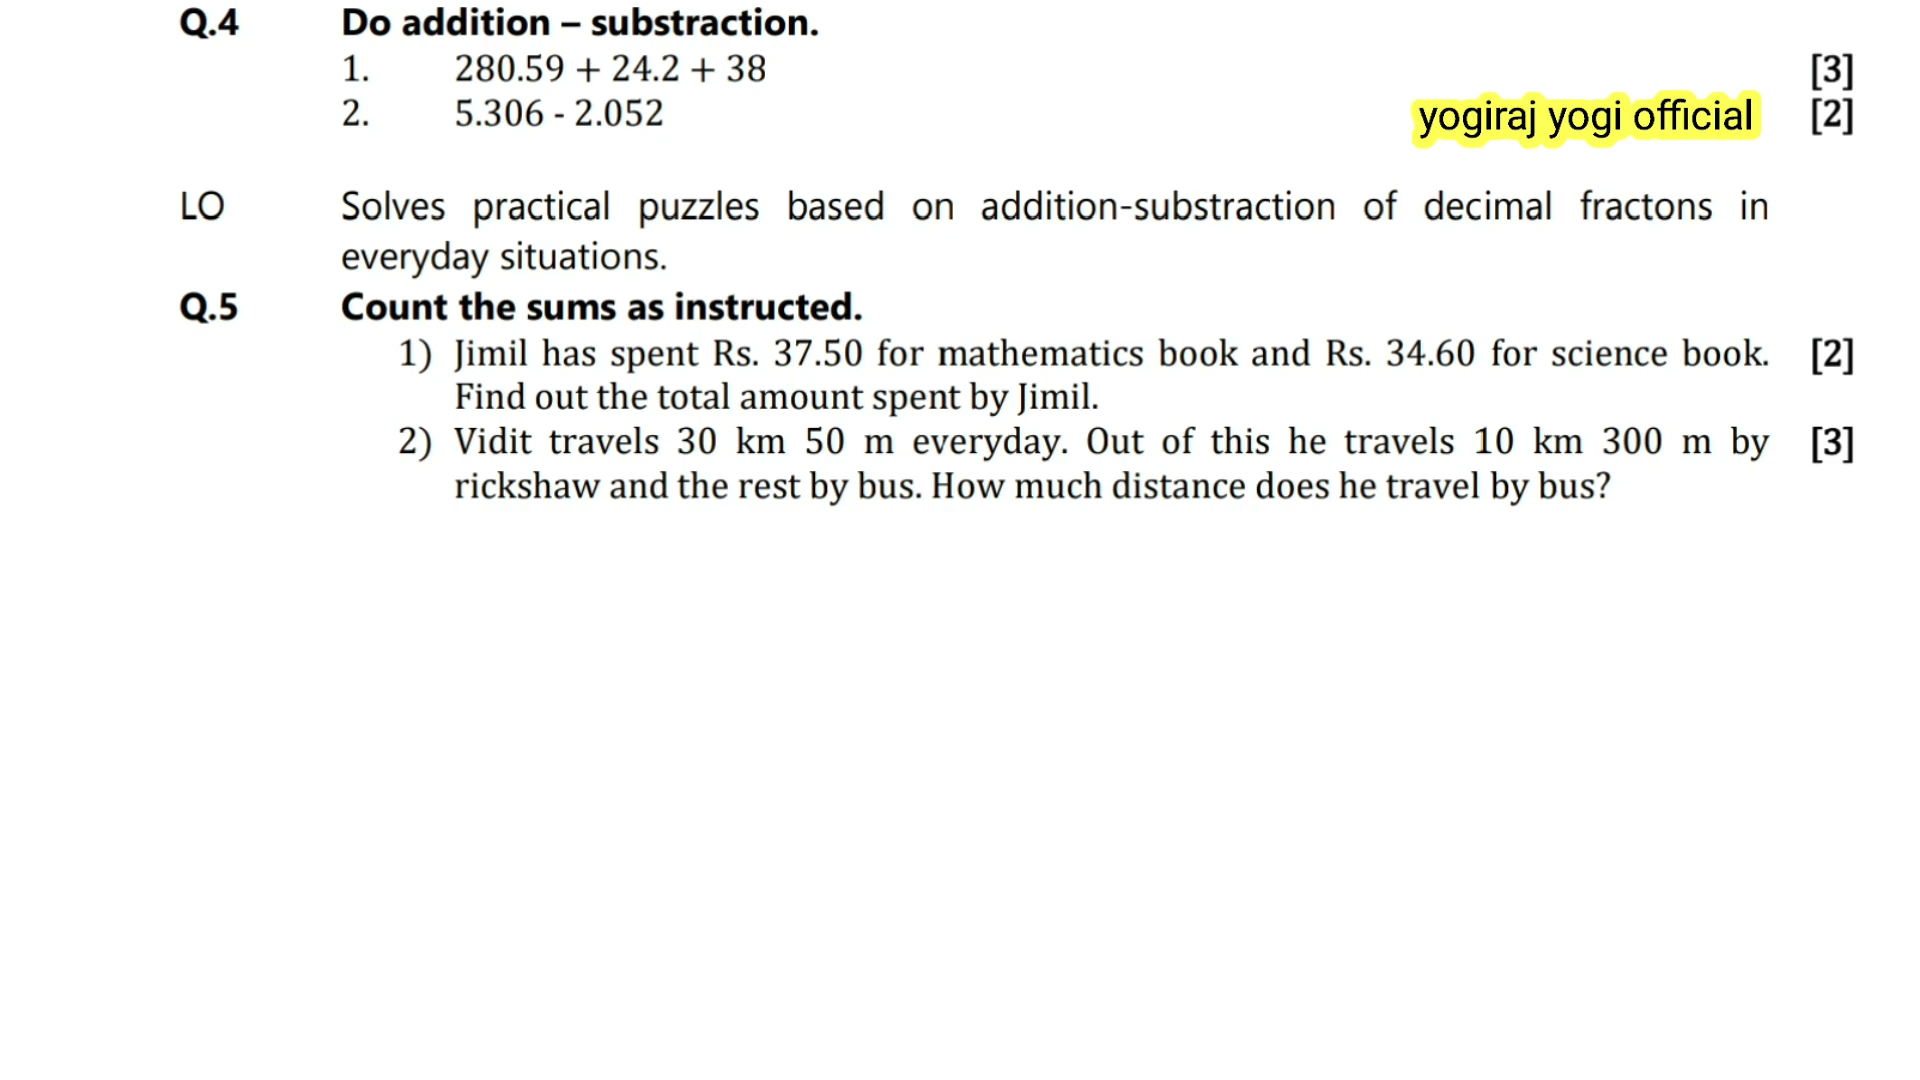 Q.4 Do addition – substraction.
1. 280.59 + 24.2 + 38 [3]
2. 5.306 - 2.052 yogiraj yogi official [2]
LO Solves practical puzzles based on addition-substraction of decimal fractons in
everyday situations.
Q.5 Count the sums as instructed.
1) Jimil has spent Rs. 37.50 for mathematics book and Rs. 34.60 for science book. [2]
Find out the total amount spent by Jimil.
2) Vidit travels 30 km 50 m everyday. Out of this he travels 10 km 300 m by [3]
rickshaw and the rest by bus. How much distance does he travel by bus?